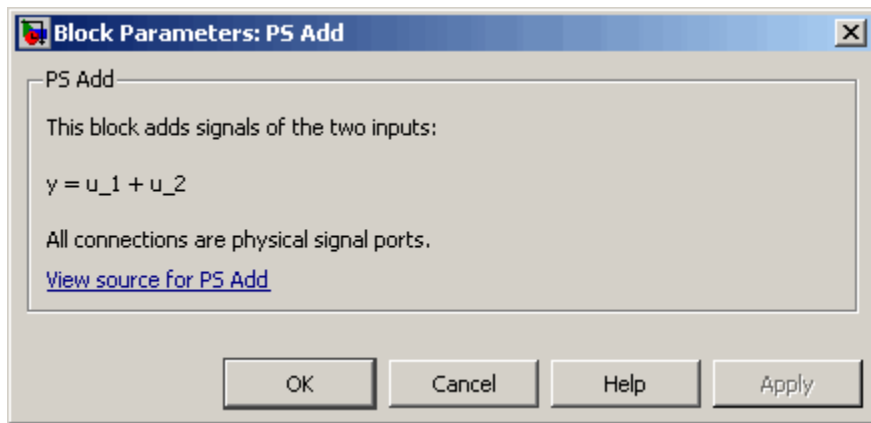 Block Parameters: PS Add
PS Add
This block adds signals of the two inputs:
y = u_1 + u_2
All connections are physical signal ports.
View source for PS Add
OK Cancel Help Apply